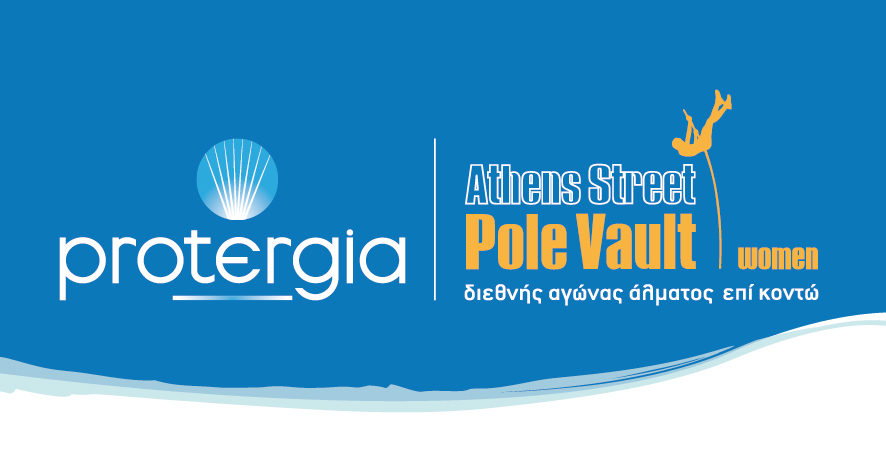 protergia
Athens Street
Pole Vault women
διεθνής αγώνας άλματος επί κοντώ